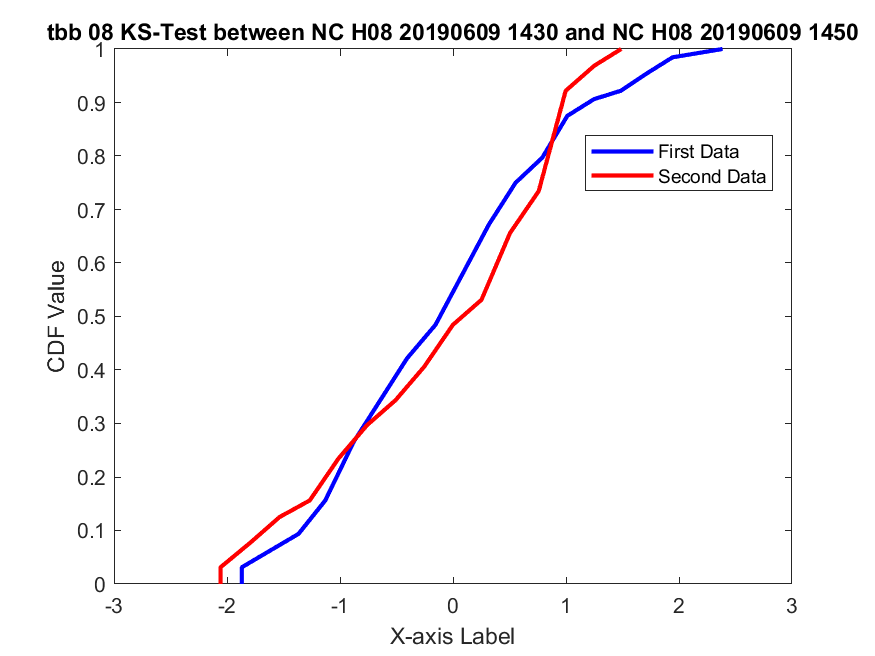 tbb 08 KS-Test between NC H08 20190609 1430 and NC H08 20190609 1450
1
0.9
0.8
0.7
0.6
0.5
0.4
0.3
0.2
0.1
0
CDF Value
First Data
Second Data
-3 -2 -1 0 1 2 3
X-axis Label